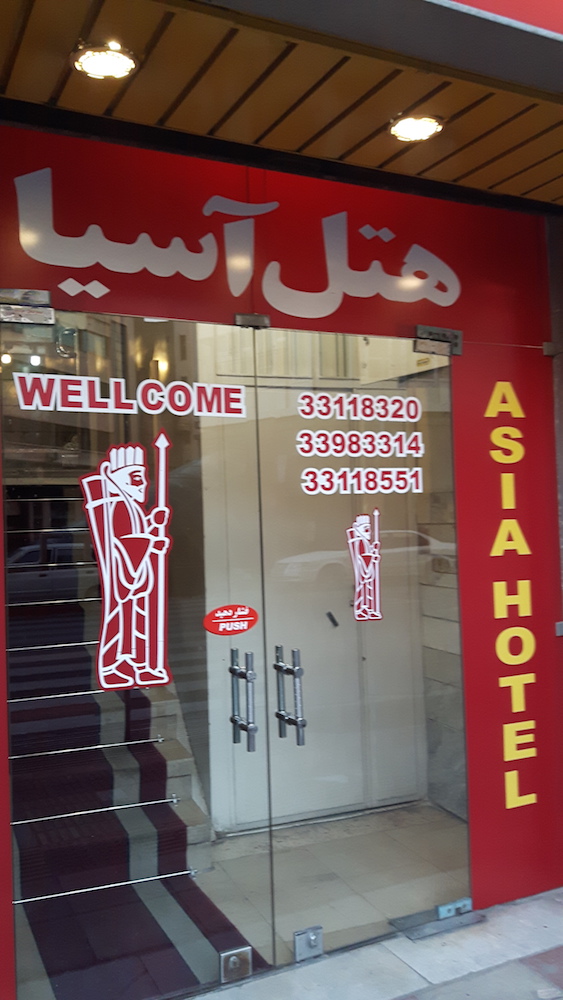 هتل آسیا
WELLCOME
33118320
33983314
33118551
فشار دهید
PUSH
ASIA HOTEL